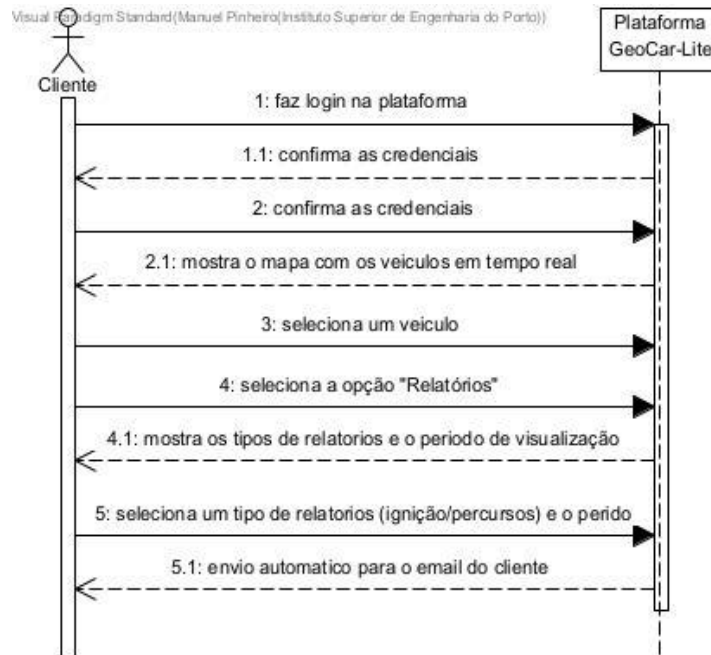 Visual Paradigm Standard(Manuel Pinheiro(Instituto Superior de Engenharia do Porto))
Cliente
Plataforma
GeoCar-Lite
1: faz login na plataforma
1.1: confirma as credenciais
2: confirma as credenciais
2.1: mostra o mapa com os veiculos em tempo real
3: seleciona um veiculo
4: seleciona a opção "Relatórios"
4.1: mostra os tipos de relatorios e o periodo de visualização
5: seleciona um tipo de relatorios (ignição/percursos) e o perido
5.1: envio automatico para o email do cliente